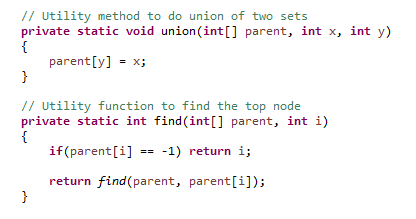 // Utility method to do union of two sets
private static void union(int[] parent, int x, int y)
{
    parent[y] = x;
}

// Utility function to find the top node
private static int find(int[] parent, int i)
{
    if(parent[i] == -1) return i;

    return find(parent, parent[i]);
}